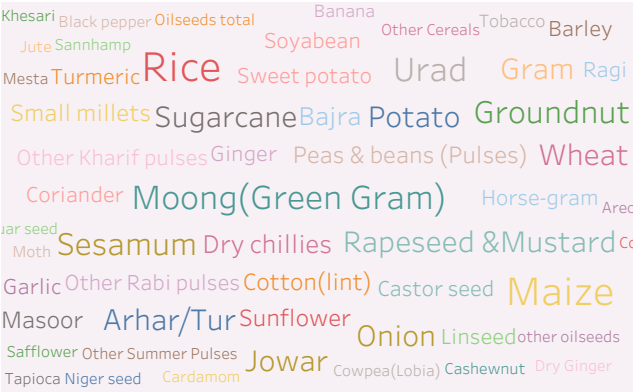 Khesari Black pepper Oilseeds total Banana Other Cereals Tobacco Barley
Jute Sannhamp Soyabean
Mesta Turmeric Rice Sweet potato Urad Gram Ragi
Small millets Sugarcane Bajra Potato Groundnut
Other Kharif pulses Ginger Peas & beans (Pulses) Wheat
Coriander Moong(Green Gram) Horse-gram Arec
uar seed
Moth Sesamum Dry chillies Rapeseed &Mustard Co
Garlic Other Rabi pulses Cotton(lint) Castor seed Maize
Masoor Arhar/Tur Sunflower
Onion Linseed other oilseeds
Safflower Other Summer Pulses Jowar Cowpea(Lobia) Cashewnut Dry Ginger
Tapioca Niger seed Cardamom